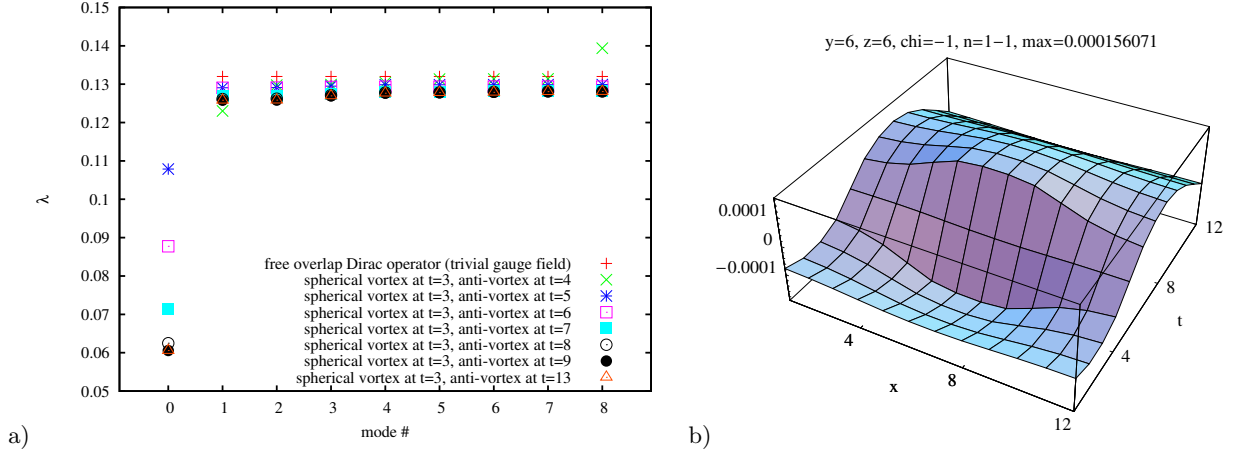 0.15
0.14
0.13
0.12
0.11
0.1
0.09
0.08
0.07
0.06
0.05
λ
free overlap Dirac operator (trivial gauge field)
spherical vortex at t=3, anti-vortex at t=4
spherical vortex at t=3, anti-vortex at t=5
spherical vortex at t=3, anti-vortex at t=6
spherical vortex at t=3, anti-vortex at t=7
spherical vortex at t=3, anti-vortex at t=8
spherical vortex at t=3, anti-vortex at t=9
spherical vortex at t=3, anti-vortex at t=13
0 1 2 3 4 5 6 7 8
mode #
a)
y=6, z=6, chi=−1, n=1−1, max=0.000156071
0.0001
0
−0.0001
4
8
12
x
4
8
12
t
b)